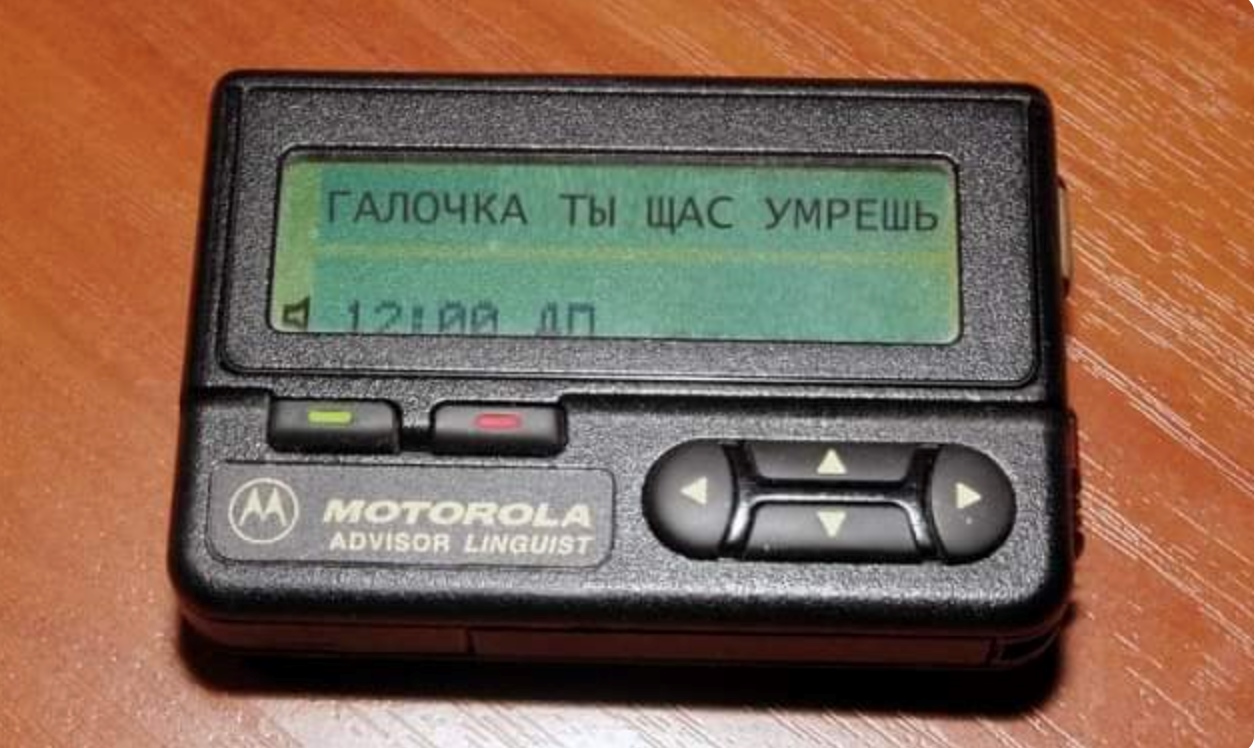 ГАЛОЧКА ТЫ ЩАС УМРЕШЬ
12:00 ДП
MOTOROLA
ADVISOR LINGUIST